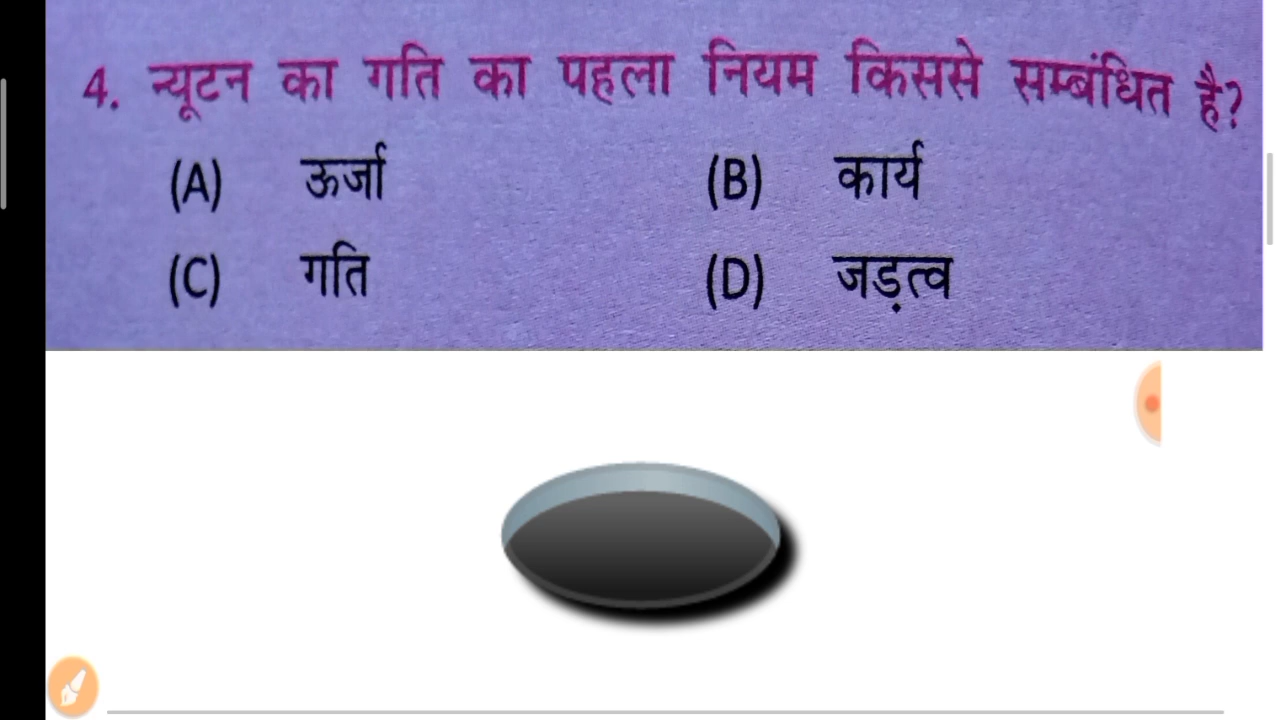 4. न्यूटन का गति का पहला नियम किससे सम्बंधित है?
(A) ऊर्जा (B) कार्य
(C) गति (D) जड़त्व